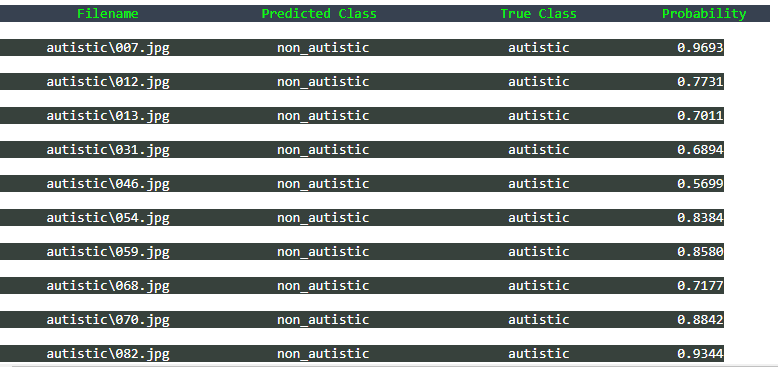 Filename Predicted Class True Class Probability
autistic\007.jpg non_autistic autistic 0.9693
autistic\012.jpg non_autistic autistic 0.7731
autistic\013.jpg non_autistic autistic 0.7011
autistic\031.jpg non_autistic autistic 0.6894
autistic\046.jpg non_autistic autistic 0.5699
autistic\054.jpg non_autistic autistic 0.8384
autistic\059.jpg non_autistic autistic 0.8580
autistic\068.jpg non_autistic autistic 0.7177
autistic\070.jpg non_autistic autistic 0.8842
autistic\082.jpg non_autistic autistic 0.9344